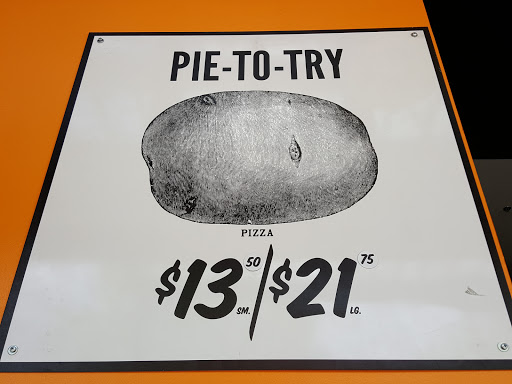 PIE-TO-TRY
PIZZA
$13 50 SM. / $21 75 LG.